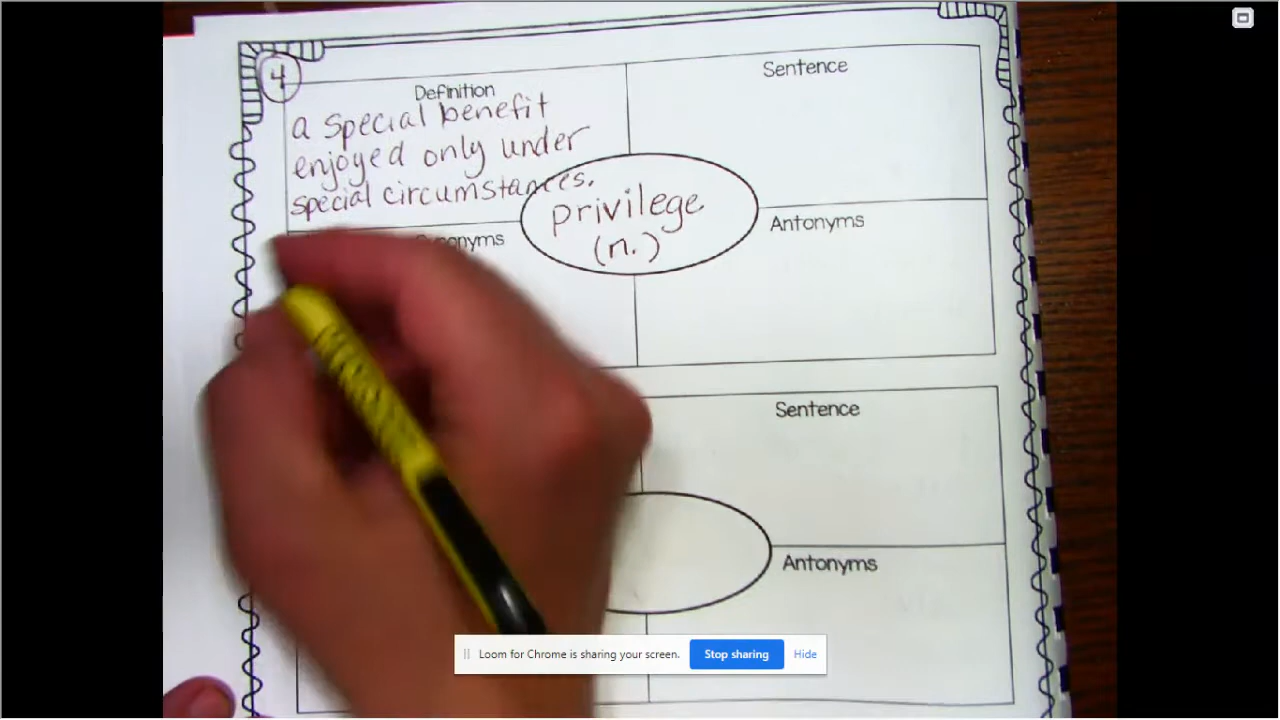 4
Definition
a special benefit
enjoyed only under
special circumstances.
Sentence
privilege
(n.)
Synonyms
Antonyms
Sentence
Antonyms
Loom for Chrome is sharing your screen.
Stop sharing
Hide